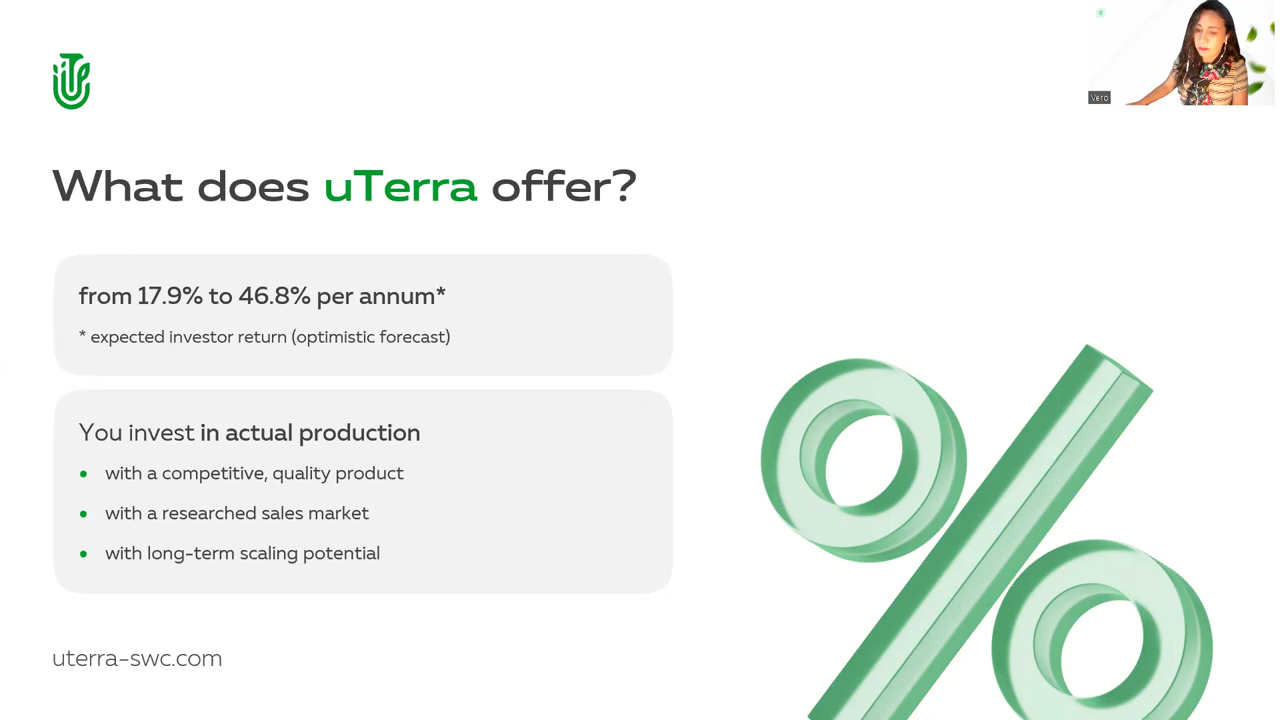 Vero
What does uTerra offer?
from 17.9% to 46.8% per annum*
* expected investor return (optimistic forecast)
You invest in actual production
• with a competitive, quality product
• with a researched sales market
• with long-term scaling potential
uterra-swc.com